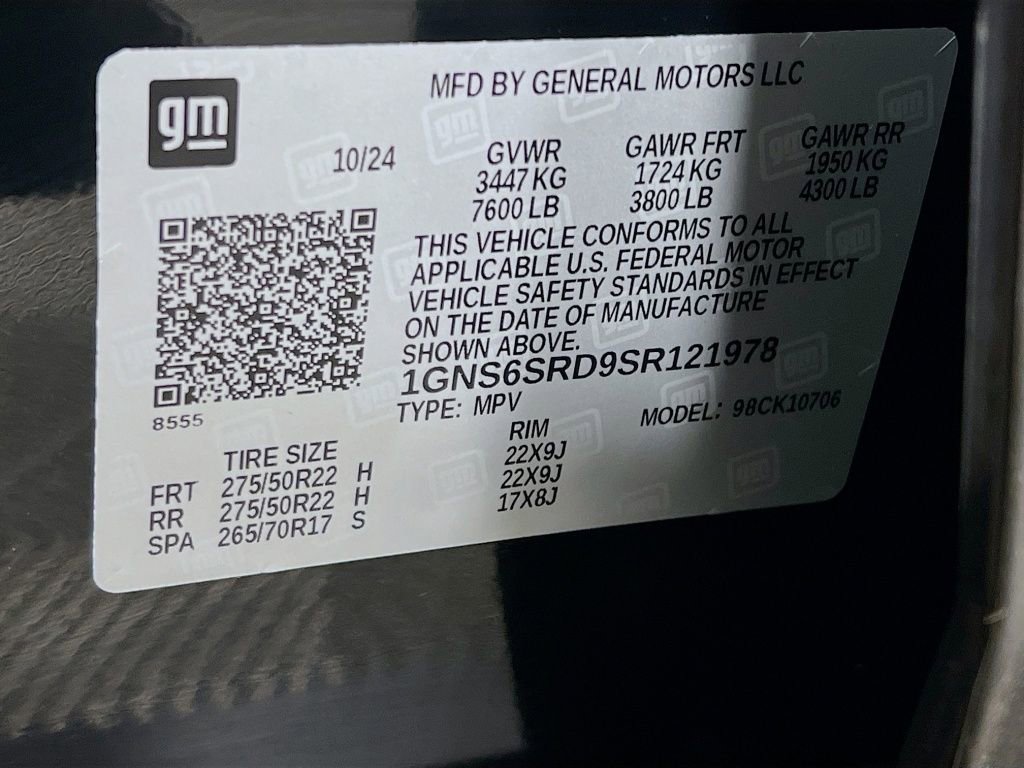 gm
MFD BY GENERAL MOTORS LLC
10/24
GVWR GAWR FRT GAWR RR
3447 KG 1724 KG 1950 KG
7600 LB 3800 LB 4300 LB
THIS VEHICLE CONFORMS TO ALL
APPLICABLE U.S. FEDERAL MOTOR
VEHICLE SAFETY STANDARDS IN EFFECT
ON THE DATE OF MANUFACTURE
SHOWN ABOVE.
1GNS6SRD9SR121978
TYPE: MPV MODEL: 98CK10706
8555
TIRE SIZE RIM
FRT 275/50R22 H 22X9J
RR 275/50R22 H 22X9J
SPA 265/70R17 S 17X8J